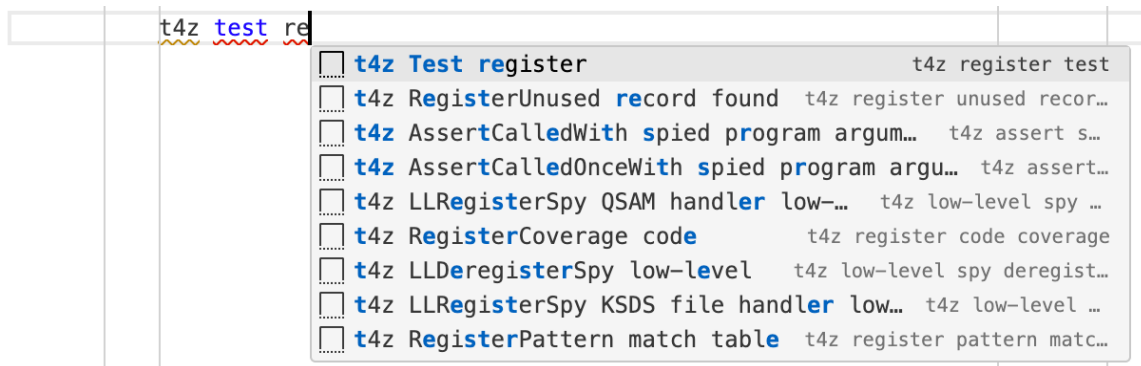 t4z test re
t4z Test register t4z register test
t4z RegisterUnused record found t4z register unused recor…
t4z AssertCalledWith spied program argum… t4z assert s…
t4z AssertCalledOnceWith spied program argu… t4z assert…
t4z LLRegisterSpy QSAM handler low-… t4z low-level spy …
t4z RegisterCoverage code t4z register code coverage
t4z LLDeregisterSpy low-level t4z low-level spy deregist…
t4z LLRegisterSpy KSDS file handler low… t4z low-level …
t4z RegisterPattern match table t4z register pattern matc…